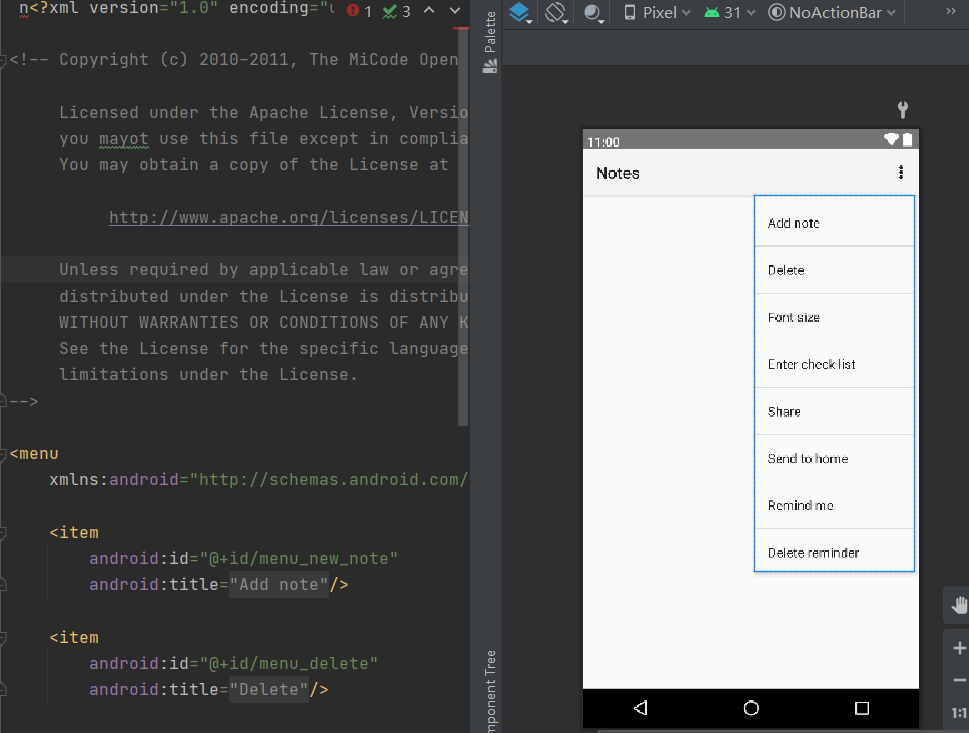 n<?xml version="1.0" encoding="u
1 3
<!-- Copyright (c) 2010-2011, The MiCode Open
Licensed under the Apache License, Versio
you mayot use this file except in complia
You may obtain a copy of the License at
http://www.apache.org/licenses/LICEN
Unless required by applicable law or agre
distributed under the License is distribu
WITHOUT WARRANTIES OR CONDITIONS OF ANY K
See the License for the specific language
limitations under the License.
-->
<menu
xmlns:android="http://schemas.android.com/
<item
android:id="@+id/menu_new_note"
android:title="Add note"/>
<item
android:id="@+id/menu_delete"
android:title="Delete"/>
Palette
mponent Tree
Pixel
31
NoActionBar
>>
11:00
Notes
Add note
Delete
Font size
Enter check list
Share
Send to home
Remind me
Delete reminder
1:1